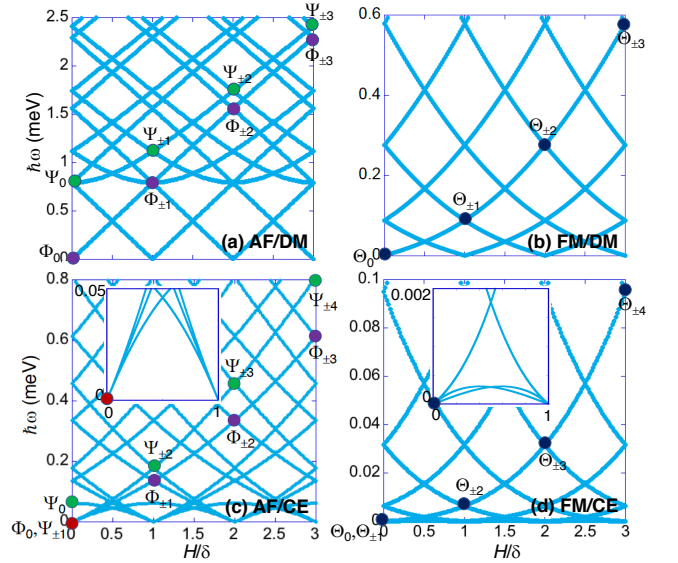 2.5
2
1.5
1
0.5
0
ħω (meV)
Ψ±3
Φ±3
Ψ±2
Φ±2
Ψ±1
Φ±1
Ψ0
Φ0
(a) AF/DM
0.6
0.4
0.2
0
Θ±3
Θ±2
Θ±1
Θ0
(b) FM/DM
0.8
0.6
0.4
0.2
0
ħω (meV)
0.05
0
0
1
Ψ±4
Φ±3
Ψ±3
Φ±2
Ψ±2
Φ±1
Ψ0
Φ0,Ψ±1
(c) AF/CE
0 0.5 1 1.5 2 2.5 3
H/δ
0.1
0.08
0.06
0.04
0.02
0
0.002
0
0
1
Θ±4
Θ±3
Θ±2
Θ0,Θ±1
(d) FM/CE
0 0.5 1 1.5 2 2.5 3
H/δ